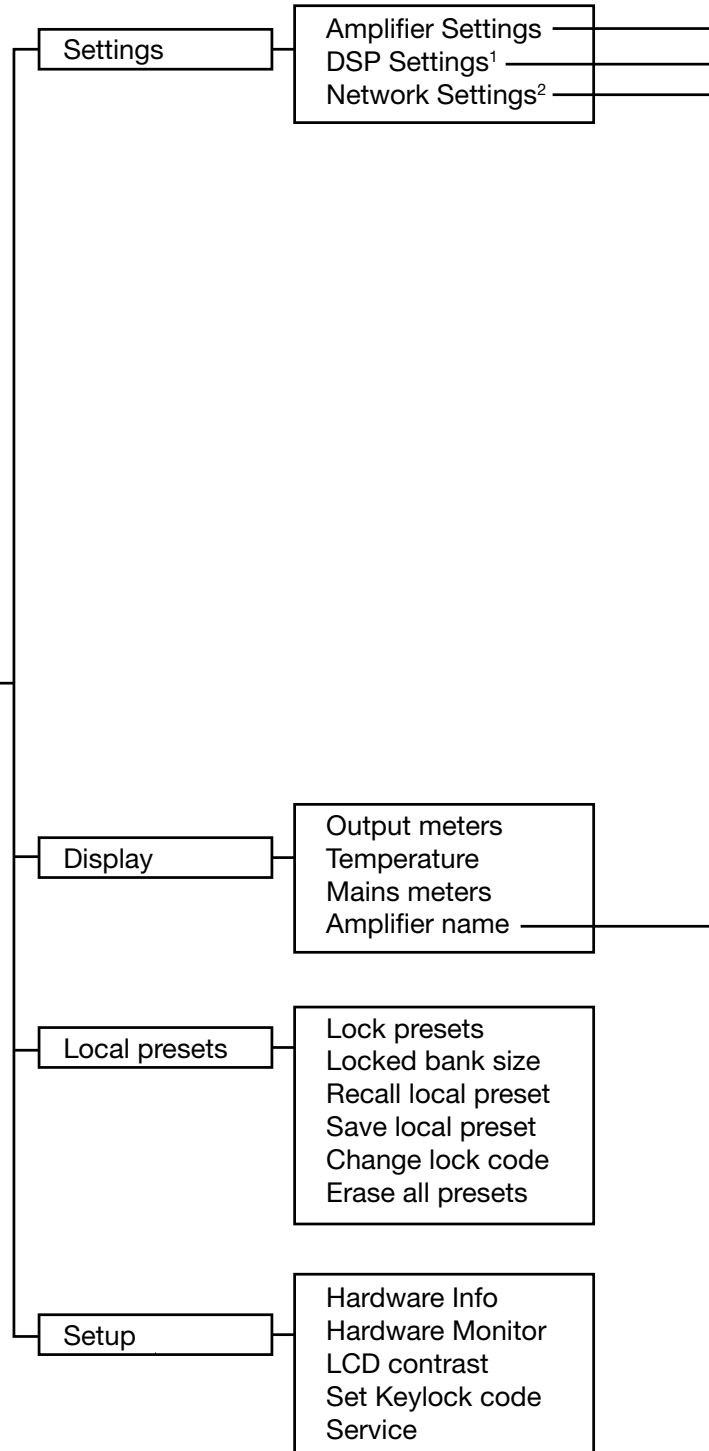 Settings
Amplifier Settings
DSP Settings¹
Network Settings²
Display
Output meters
Temperature
Mains meters
Amplifier name
Local presets
Lock presets
Locked bank size
Recall local preset
Save local preset
Change lock code
Erase all presets
Setup
Hardware Info
Hardware Monitor
LCD contrast
Set Keylock code
Service